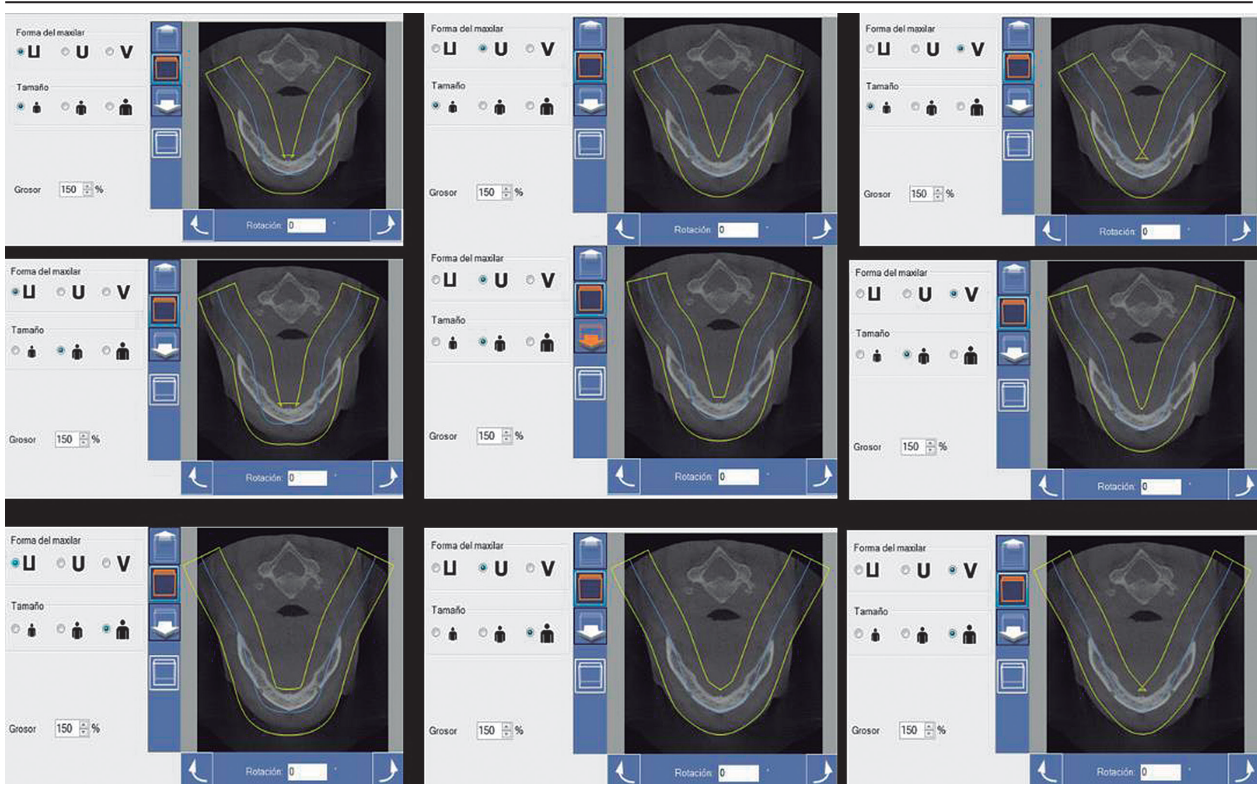 Forma del maxilar
U U V
Tamaño
Grosor 150 %
Rotación: 0 °
Forma del maxilar
U U V
Tamaño
Grosor 150 %
Rotación: 0 °
Forma del maxilar
U U V
Tamaño
Grosor 150 %
Rotación: 0 °
Forma del maxilar
U U V
Tamaño
Grosor 150 %
Rotación: 0 °
Forma del maxilar
U U V
Tamaño
Grosor 150 %
Rotación: 0 °
Forma del maxilar
U U V
Tamaño
Grosor 150 %
Rotación: 0 °
Forma del maxilar
U U V
Tamaño
Grosor 150 %
Rotación: 0 °
Forma del maxilar
U U V
Tamaño
Grosor 150 %
Rotación: 0 °
Forma del maxilar
U U V
Tamaño
Grosor 150 %
Rotación: 0 °